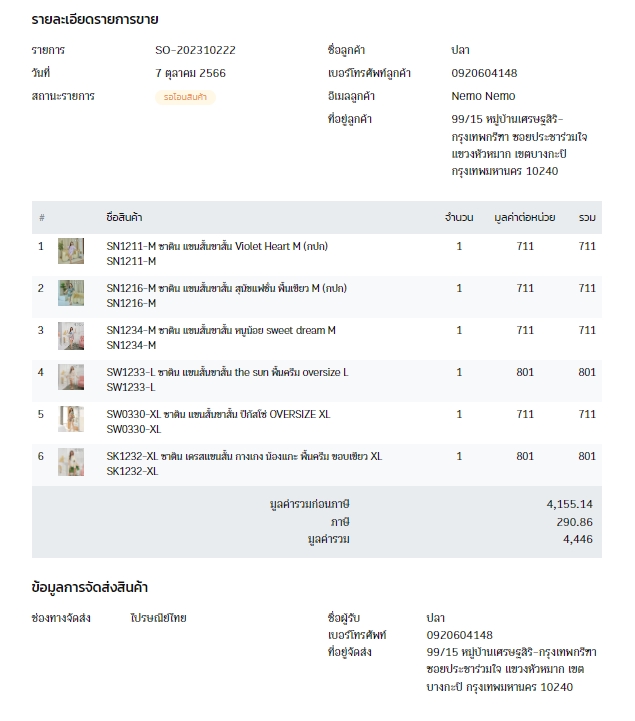 รายละเอียดรายการขาย
รายการ SO-202310222 ชื่อลูกค้า ปลา
วันที่ 7 ตุลาคม 2566 เบอร์โทรศัพท์ลูกค้า 0920604148
สถานะรายการ รอโอนสินค้า อีเมลลูกค้า Nemo Nemo
ที่อยู่ลูกค้า 99/15 หมู่บ้านเศรษฐสิริ-
กรุงเทพกรีฑา ซอยประชาร่วมใจ
แขวงหัวหมาก เขตบางกะปิ
กรุงเทพมหานคร 10240
# ชื่อสินค้า จำนวน มูลค่าต่อหน่วย รวม
1 SN1211-M ซาติน แขนสั้นขาสั้น Violet Heart M (กปก) 1 711 711
SN1211-M
2 SN1216-M ซาติน แขนสั้นขาสั้น สุนัขแฟชั่น พื้นเขียว M (กปก) 1 711 711
SN1216-M
3 SN1234-M ซาติน แขนสั้นขาสั้น หนูน้อย sweet dream M 1 711 711
SN1234-M
4 SW1233-L ซาติน แขนสั้นขาสั้น the sun พื้นครีม oversize L 1 801 801
SW1233-L
5 SW0330-XL ซาติน แขนสั้นขาสั้น ปิกัสโซ่ OVERSIZE XL 1 711 711
SW0330-XL
6 SK1232-XL ซาติน เดรสแขนสั้น กางเกง น้องแกะ พื้นครีม ขอบเขียว XL 1 801 801
SK1232-XL
มูลค่ารวมก่อนภาษี 4,155.14
ภาษี 290.86
มูลค่ารวม 4,446
ข้อมูลการจัดส่งสินค้า
ช่องทางจัดส่ง ไปรษณีย์ไทย ชื่อผู้รับ ปลา
เบอร์โทรศัพท์ 0920604148
ที่อยู่จัดส่ง 99/15 หมู่บ้านเศรษฐสิริ-กรุงเทพกรีฑา
ซอยประชาร่วมใจ แขวงหัวหมาก เขต
บางกะปิ กรุงเทพมหานคร 10240